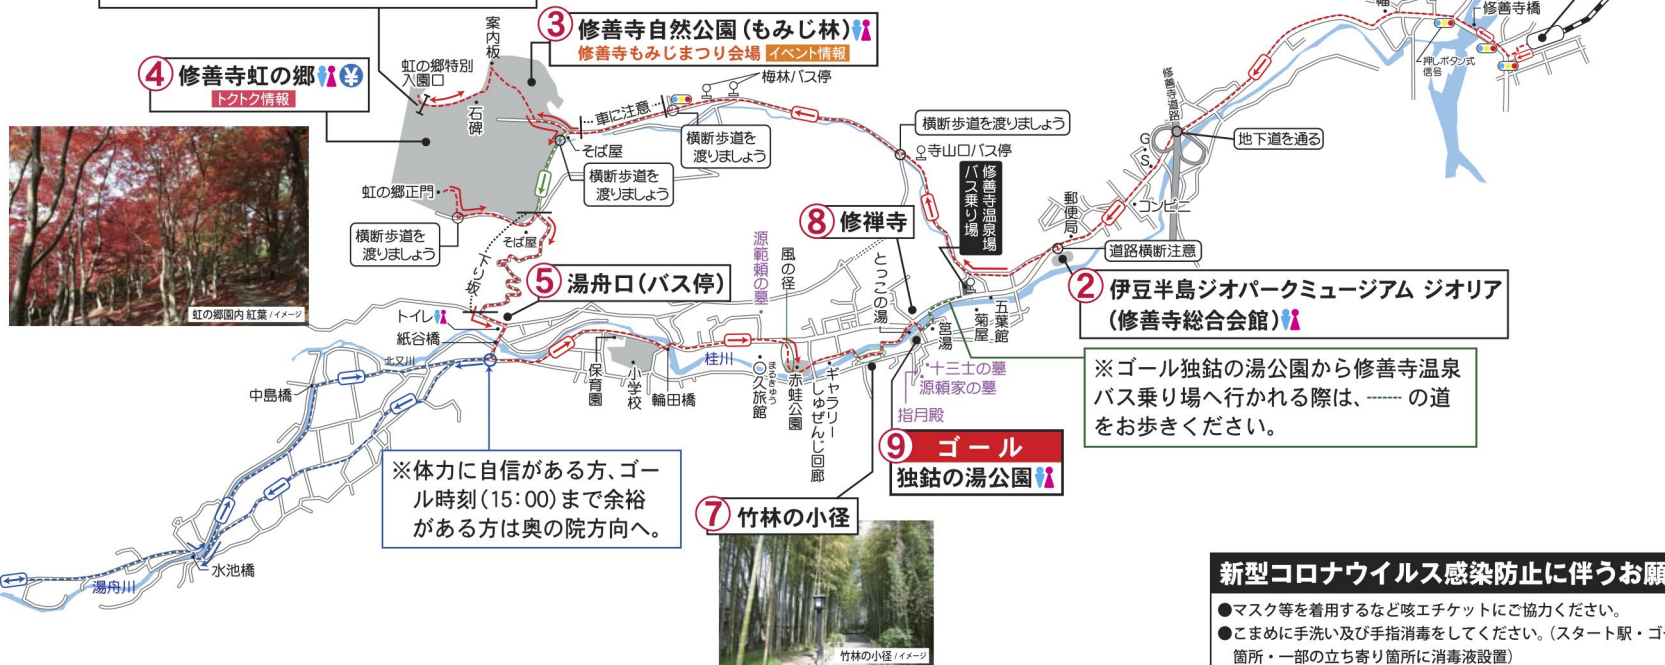 ③ 修善寺自然公園(もみじ林)
修善寺もみじまつり会場 イベント情報
④ 修善寺虹の郷 ¥
トクトク情報
案内板
虹の郷特別
入園口
石碑
車に注意
梅林バス停
横断歩道を
渡りましょう
そば屋
横断歩道を
渡りましょう
虹の郷正門
横断歩道を
渡りましょう
そば屋
下り坂
虹の郷園内 紅葉/イメージ
横断歩道を渡りましょう
寺山口バス停
修善寺温泉場
バス乗り場
修善寺橋
押しボタン式
信号
修善寺道路
地下道を通る
G
S
コンビニ
郵便局
道路横断注意
② 伊豆半島ジオパークミュージアム ジオリア
(修善寺総合会館)
⑧ 修禅寺
⑤ 湯舟口(バス停)
トイレ
紙谷橋
北又川
中島橋
水池橋
湯舟川
保育園
小学校
輪田橋
桂川
源範頼の墓
風の径
○久旅館
まるきゅう
赤蛙公園
ギャラリー
しゅぜんじ回廊
とっこの湯
筥湯
菊屋
五葉館
十三士の墓
源頼家の墓
指月殿
⑨ ゴール
独鈷の湯公園
※ゴール独鈷の湯公園から修善寺温泉
バス乗り場へ行かれる際は、------- の道
をお歩きください。
※体力に自信がある方、ゴー
ル時刻(15:00)まで余裕
がある方は奥の院方向へ。
⑦ 竹林の小径
竹林の小径/イメージ
新型コロナウイルス感染防止に伴うお願
●マスク等を着用するなど咳エチケットにご協力ください。
●こまめに手洗い及び手指消毒をしてください。(スタート駅・ゴー
箇所・一部の立ち寄り箇所に消毒液設置)